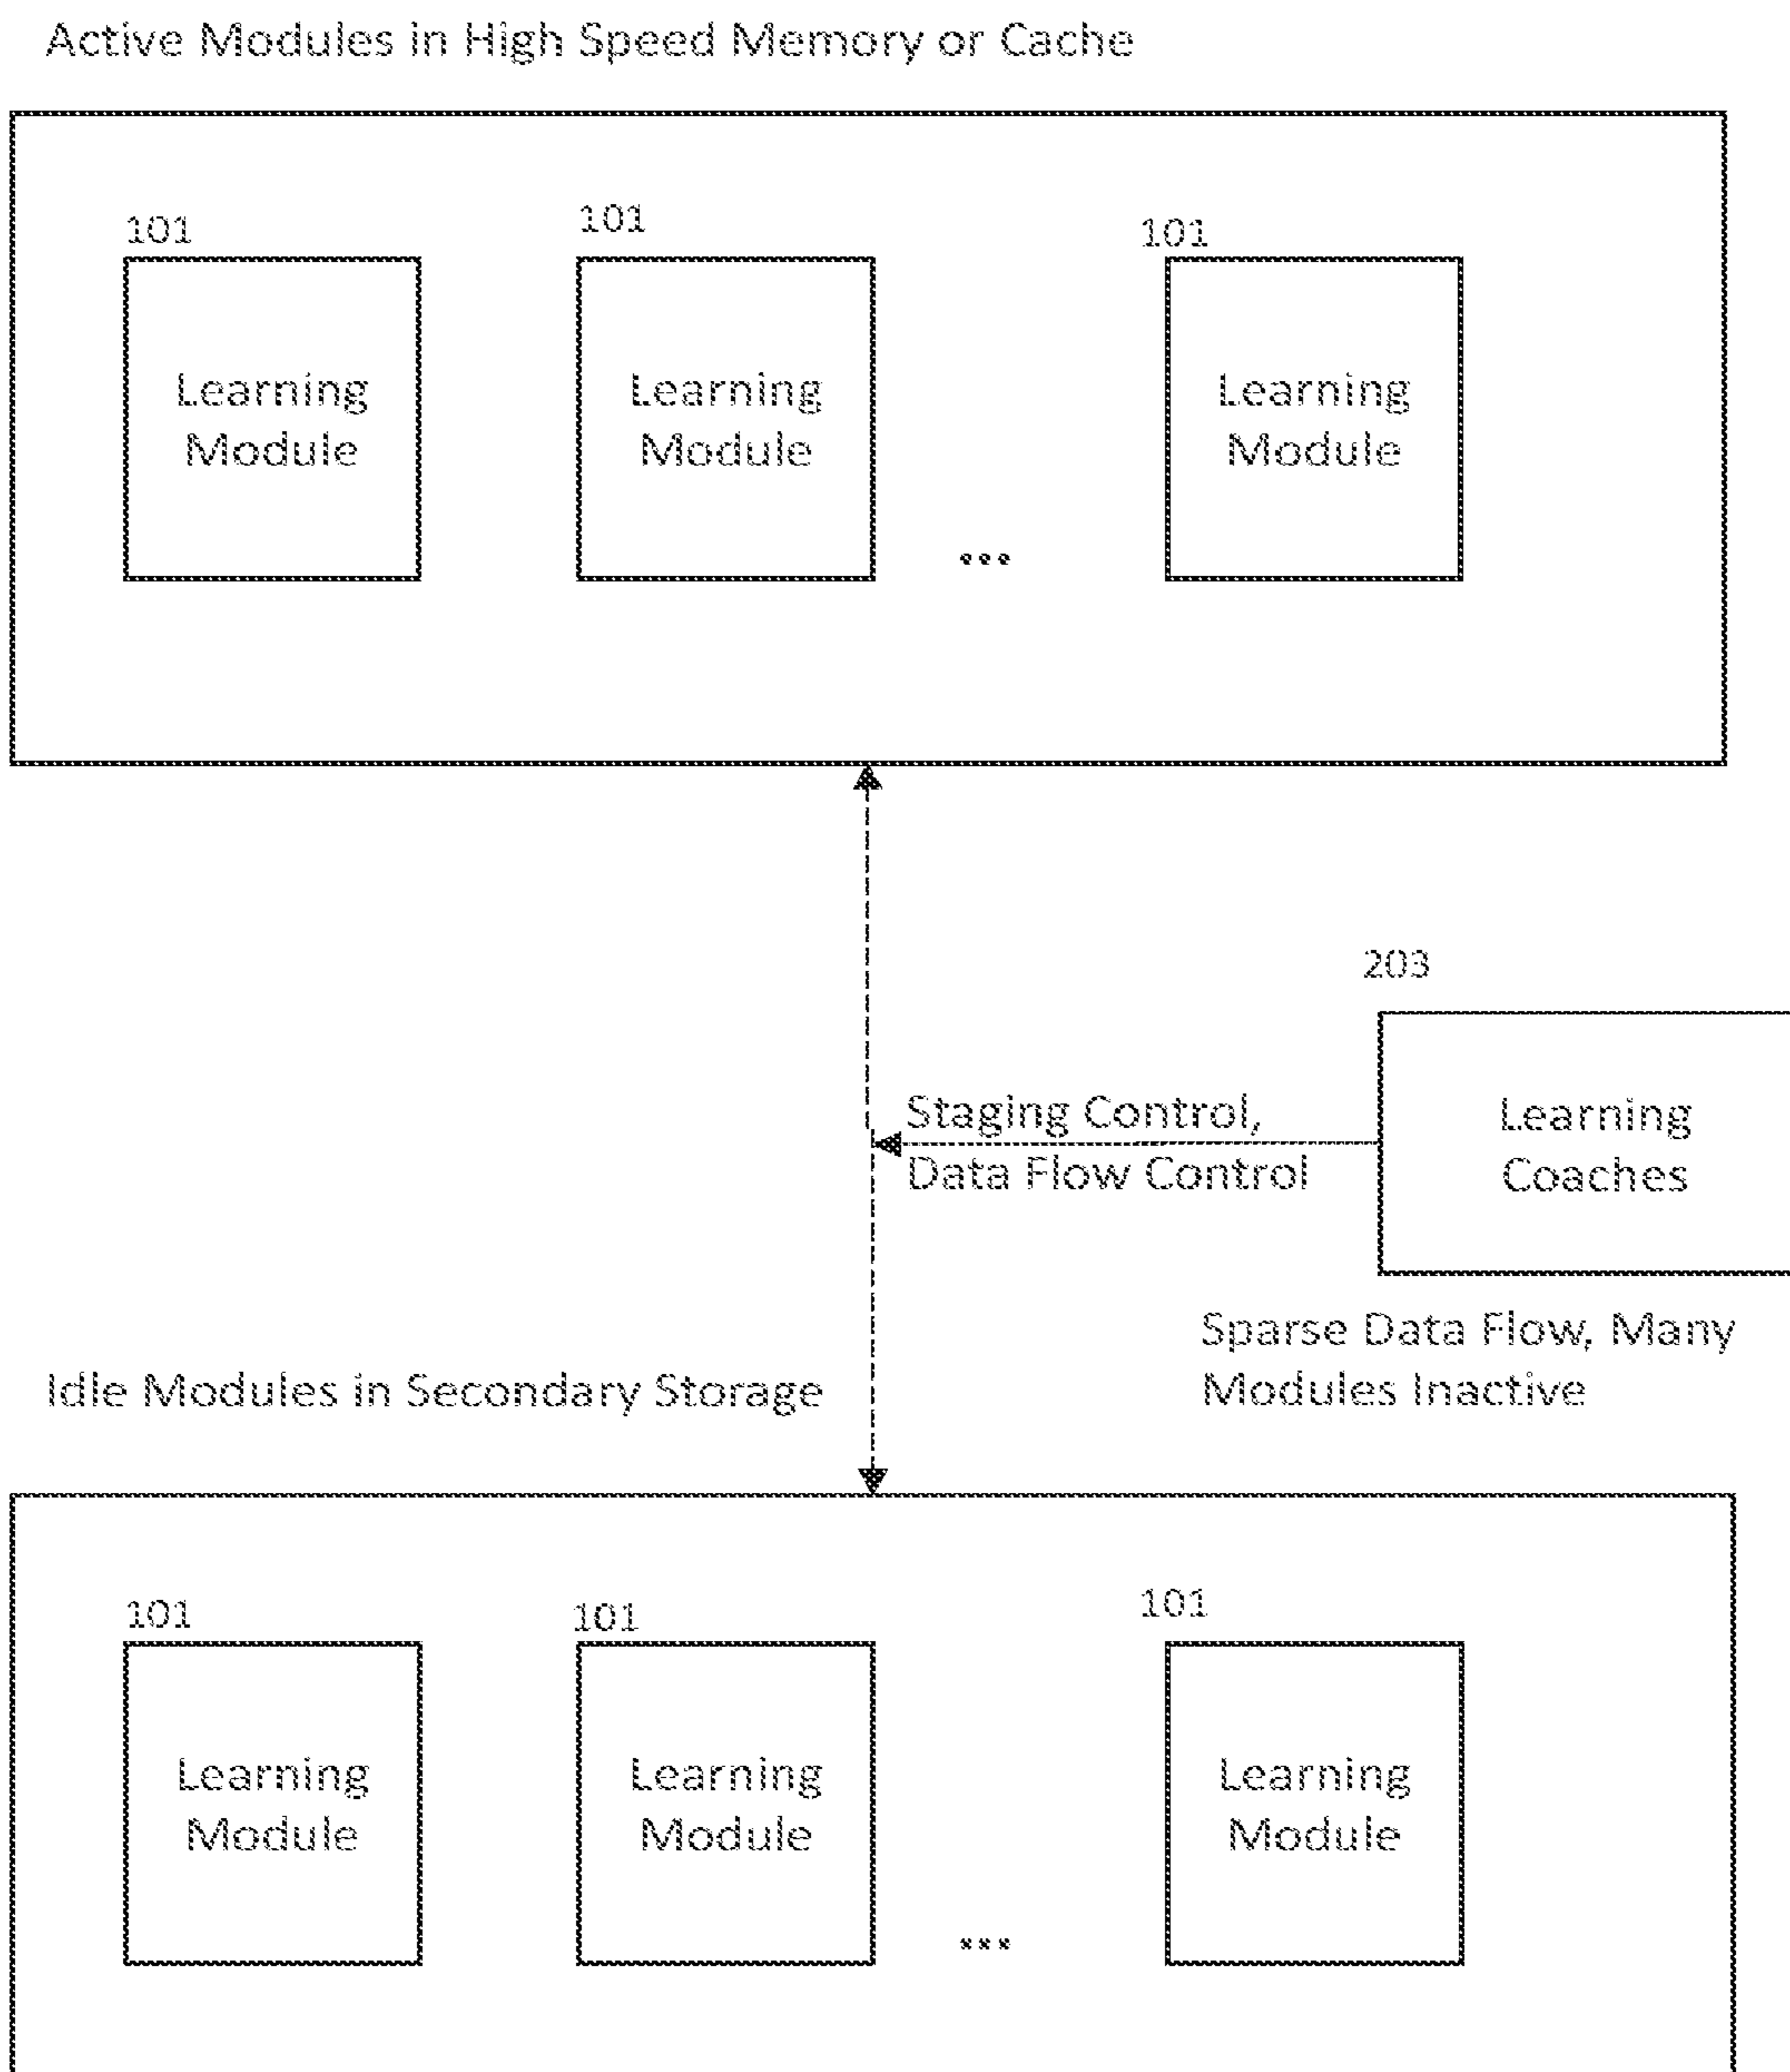 Active Modules in High Speed Memory or Cache
101
101
101
Learning
Module
Learning
Module
...
Learning
Module
203
Staging Control,
Data Flow Control
Learning
Coaches
Sparse Data Flow, Many
Modules Inactive
Idle Modules in Secondary Storage
101
101
101
Learning
Module
Learning
Module
...
Learning
Module